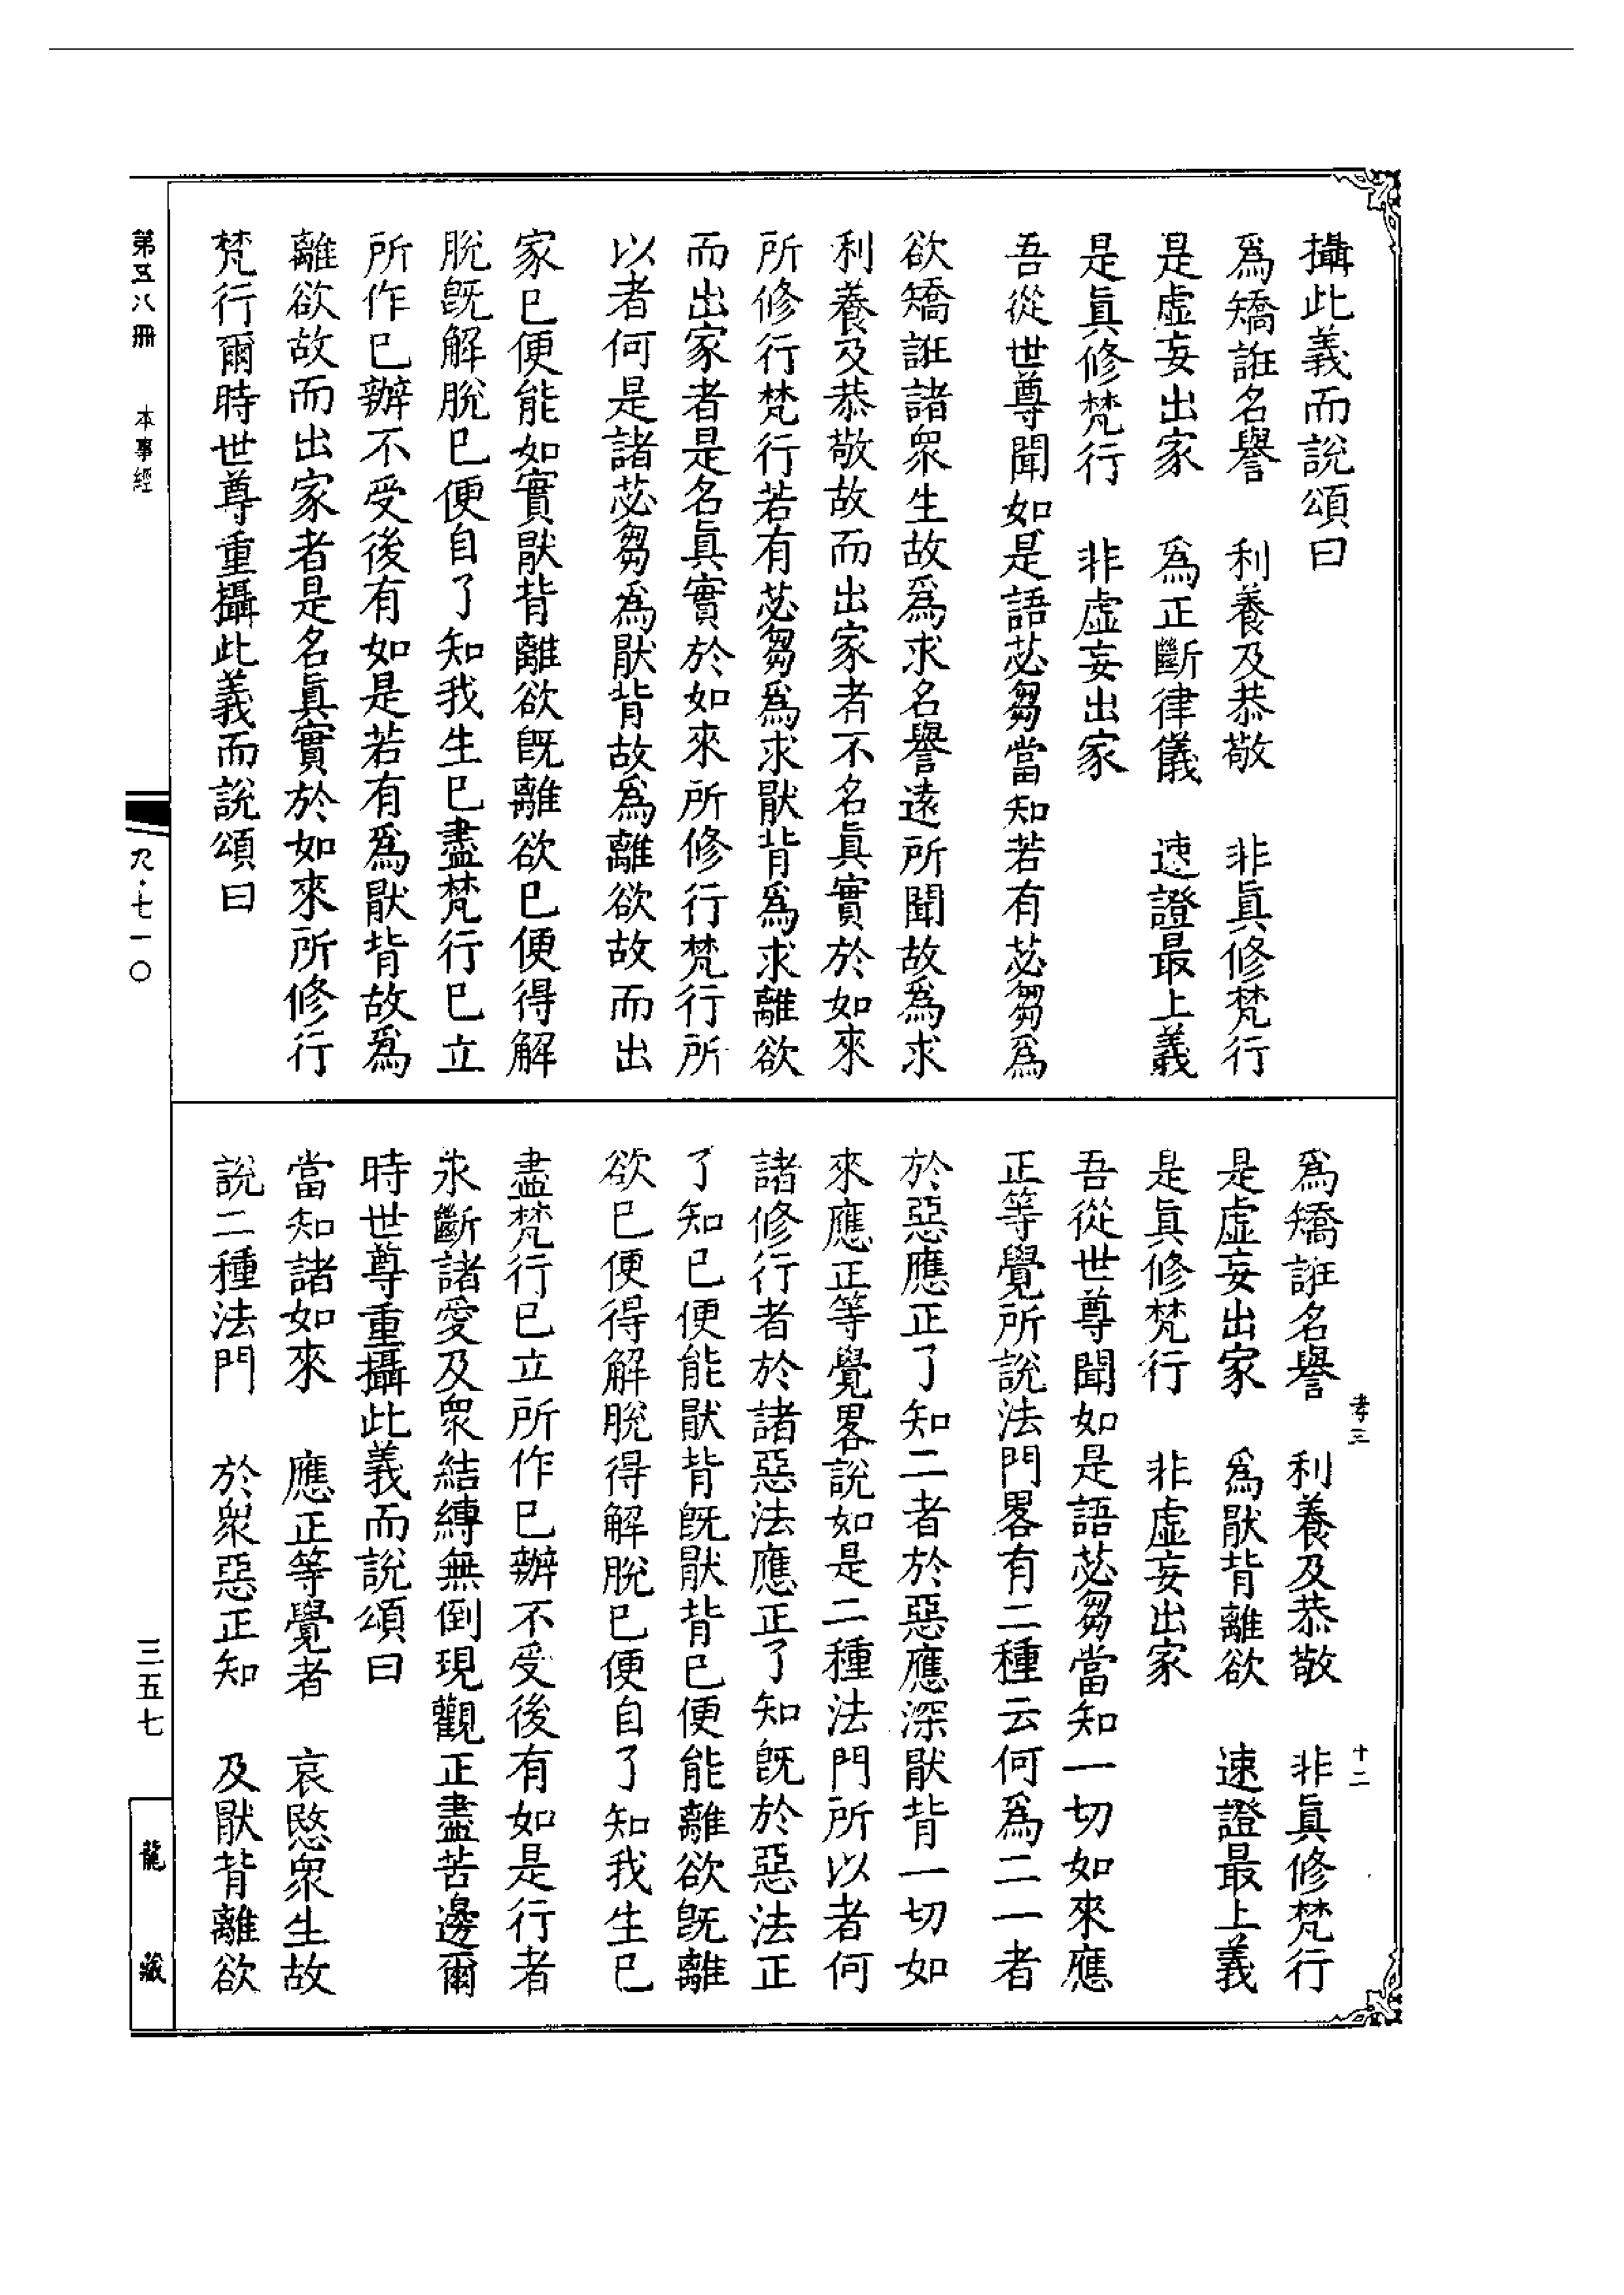 攝此義而說頌曰
爲矯誑名譽　利養及恭敬　非眞修梵行
是虛妄出家　爲正斷律儀　速證最上義
是眞修梵行　非虛妄出家
吾從世尊聞如是語苾芻當知若有苾芻爲
欲矯誑諸衆生故爲求名譽遠所聞故爲求
利養及恭敬故而出家者不名眞實於如來
所修行梵行若有苾芻爲求猒背爲求離欲
而出家者是名眞實於如來所修行梵行所
以者何是諸苾芻爲猒背故爲離欲故而出
家已便能如實猒背離欲旣離欲已便得解
脫旣解脫已便自了知我生已盡梵行已立
所作已辦不受後有如是若有爲猒背故爲
離欲故而出家者是名眞實於如來所修行
梵行爾時世尊重攝此義而說頌曰
爲矯誑名譽　利養及恭敬　非眞修梵行
是虛妄出家　爲猒背離欲　速證最上義
是眞修梵行　非虛妄出家
吾從世尊聞如是語苾芻當知一切如來應
正等覺所說法門畧有二種云何爲二一者
於惡應正了知二者於惡應深猒背一切如
來應正等覺畧說如是二種法門所以者何
諸修行者於諸惡法應正了知旣於惡法正
了知已便能猒背旣猒背已便能離欲旣離
欲已便得解脫得解脫已便自了知我生已
盡梵行已立所作已辦不受後有如是行者
永斷諸愛及衆結縛無倒現觀正盡苦邊爾
時世尊重攝此義而說頌曰
當知諸如來　應正等覺者　哀愍衆生故
說二種法門　於衆惡正知　及猒背離欲
孝三
十二
第五八冊　本事經
九·七一〇
三五七
龍藏